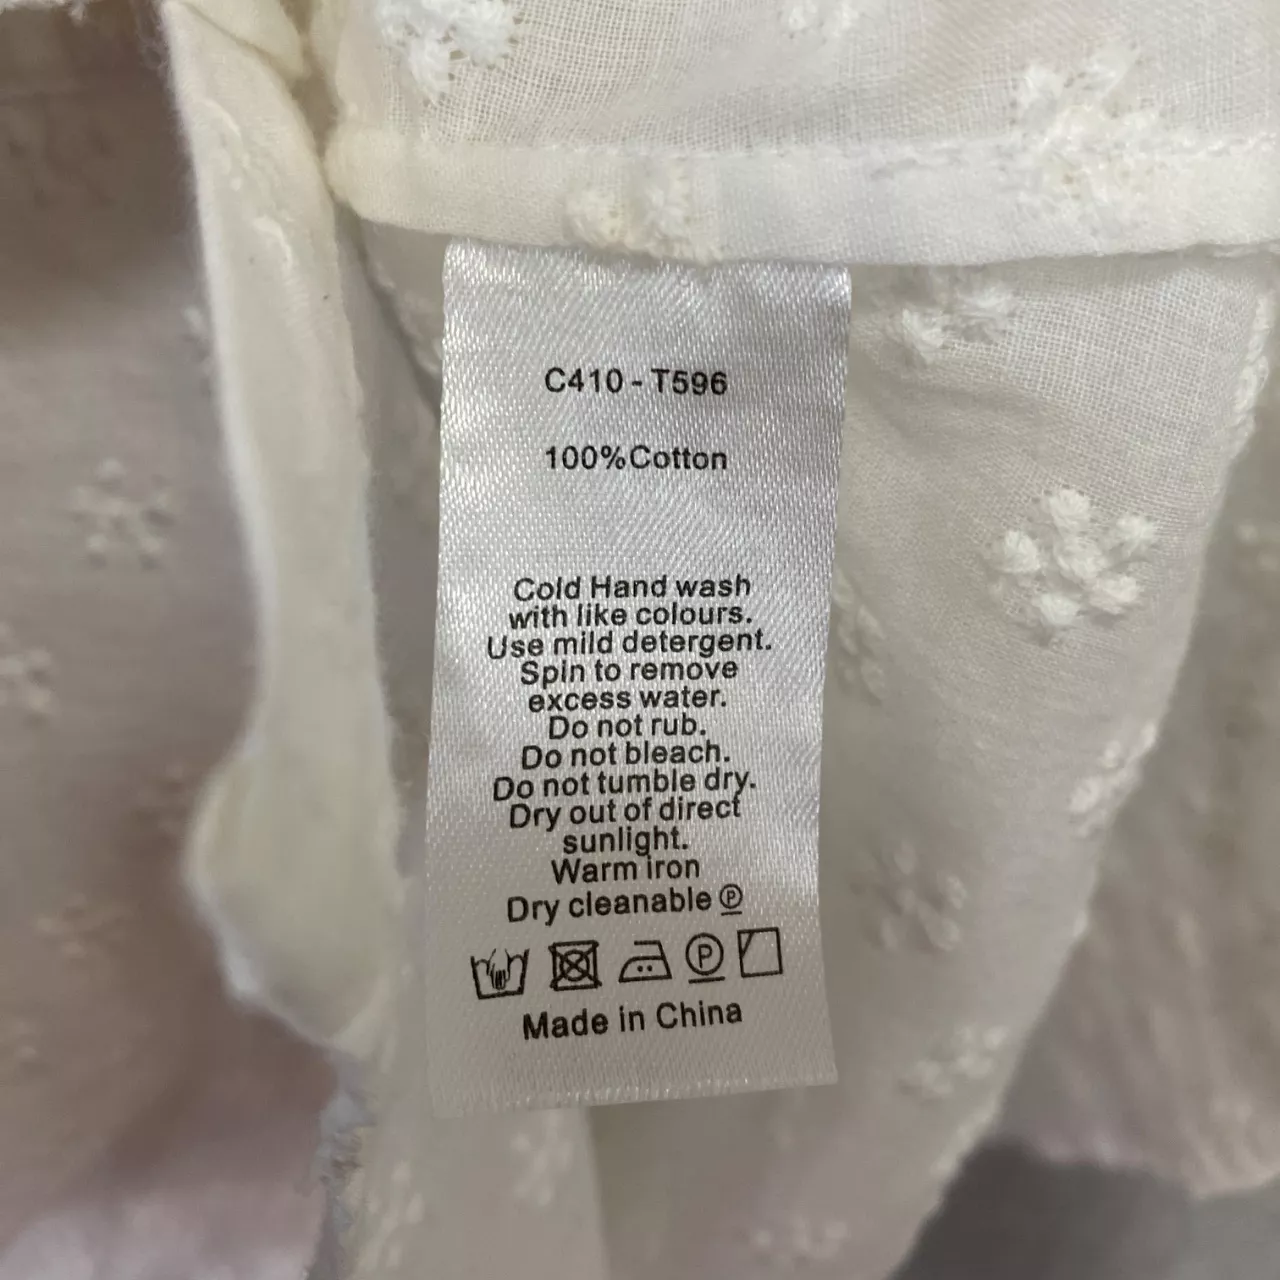 C410 - T596
100%Cotton
Cold Hand wash
with like colours.
Use mild detergent.
Spin to remove
excess water.
Do not rub.
Do not bleach.
Do not tumble dry.
Dry out of direct
sunlight.
Warm iron
Dry cleanable Ⓟ
P
Made in China